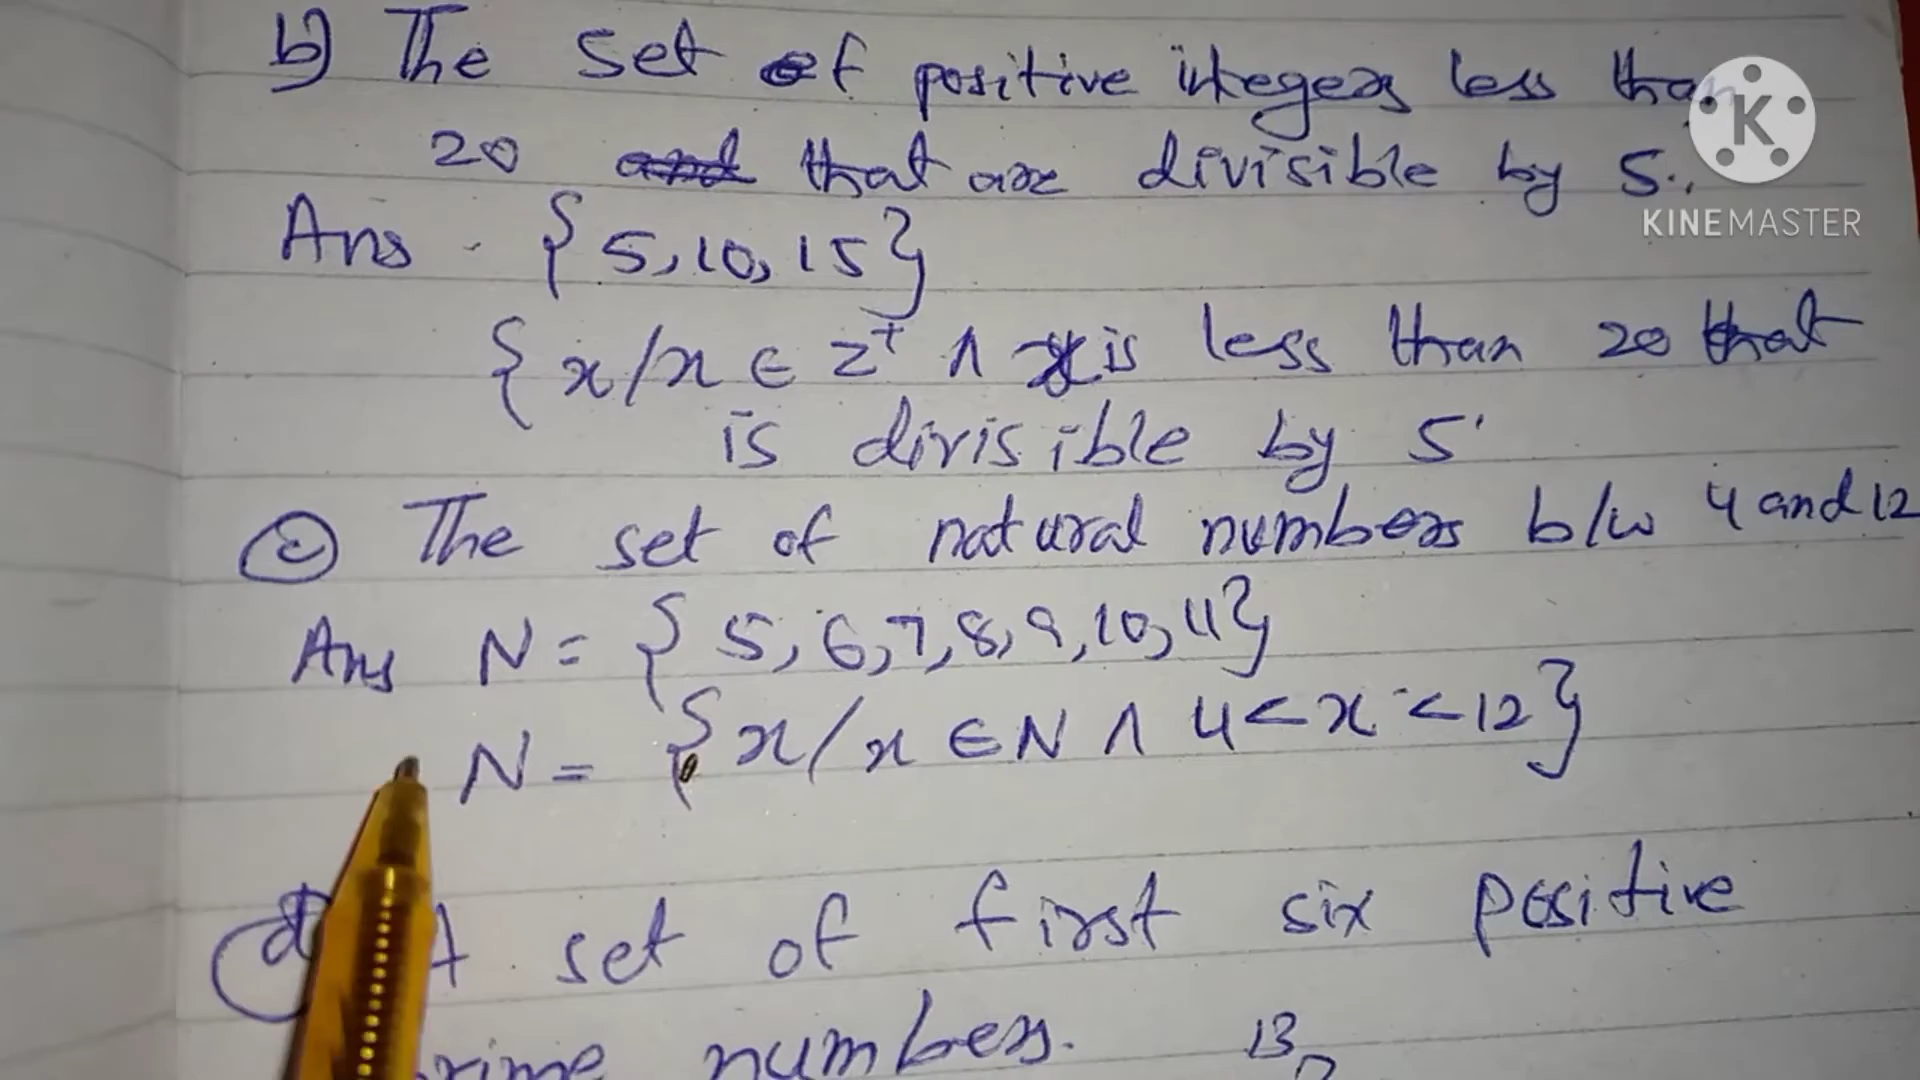 b) The set of positive integers less than
20 and that are divisible by 5.
Ans - {5,10,15}
{x/x ∈ Z⁺ ∧ x is less than 20 that
is divisible by 5'
(c) The set of natural numbers b/w 4 and 12
Ans N = {5,6,7,8,9,10,11}
N = {x/x ∈ N ∧ 4<x<12}
(d) A set of first six positive
numbers. 13
K
KINEMASTER